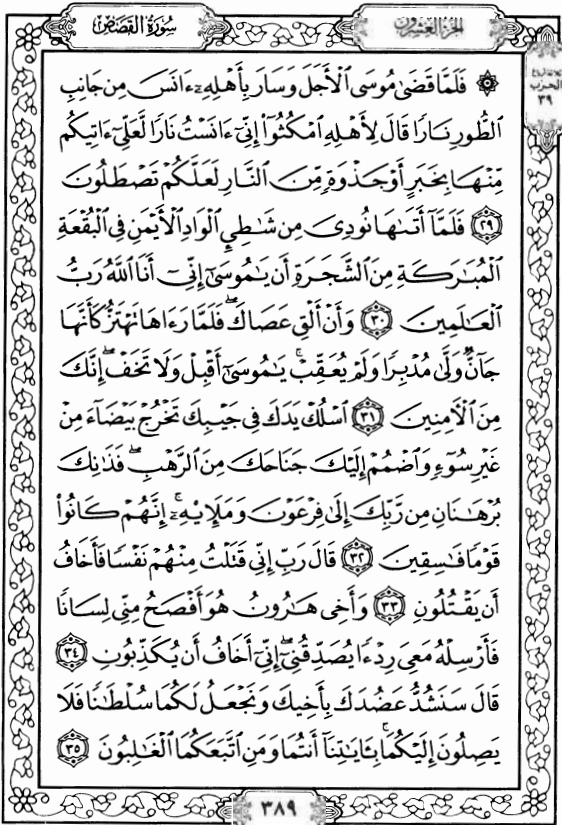 سُورَةُ القَصَصِ
الجزءُ العِشْرُونَ
الحِزْب
٣٩
۞ فَلَمَّا قَضَىٰ مُوسَى ٱلْأَجَلَ وَسَارَ بِأَهْلِهِۦٓ ءَانَسَ مِن جَانِبِ
ٱلطُّورِ نَارًا قَالَ لِأَهْلِهِ ٱمْكُثُوٓا۟ إِنِّىٓ ءَانَسْتُ نَارًا لَّعَلِّىٓ ءَاتِيكُم
مِّنْهَا بِخَبَرٍ أَوْ جَذْوَةٍ مِّنَ ٱلنَّارِ لَعَلَّكُمْ تَصْطَلُونَ
٢٩ فَلَمَّآ أَتَىٰهَا نُودِىَ مِن شَٰطِئِ ٱلْوَادِ ٱلْأَيْمَنِ فِى ٱلْبُقْعَةِ
ٱلْمُبَٰرَكَةِ مِنَ ٱلشَّجَرَةِ أَن يَٰمُوسَىٰٓ إِنِّىٓ أَنَا ٱللَّهُ رَبُّ
ٱلْعَٰلَمِينَ ٣٠ وَأَنْ أَلْقِ عَصَاكَ ۖ فَلَمَّا رَءَاهَا تَهْتَزُّ كَأَنَّهَا
جَآنٌّ وَلَّىٰ مُدْبِرًا وَلَمْ يُعَقِّبْ ۚ يَٰمُوسَىٰٓ أَقْبِلْ وَلَا تَخَفْ ۖ إِنَّكَ
مِنَ ٱلْءَامِنِينَ ٣١ ٱسْلُكْ يَدَكَ فِى جَيْبِكَ تَخْرُجْ بَيْضَآءَ مِنْ
غَيْرِ سُوٓءٍ وَٱضْمُمْ إِلَيْكَ جَنَاحَكَ مِنَ ٱلرَّهْبِ ۖ فَذَٰنِكَ
بُرْهَٰنَانِ مِن رَّبِّكَ إِلَىٰ فِرْعَوْنَ وَمَلَإِي۟هِۦٓ ۚ إِنَّهُمْ كَانُوا۟
قَوْمًا فَٰسِقِينَ ٣٢ قَالَ رَبِّ إِنِّى قَتَلْتُ مِنْهُمْ نَفْسًا فَأَخَافُ
أَن يَقْتُلُونِ ٣٣ وَأَخِى هَٰرُونُ هُوَ أَفْصَحُ مِنِّى لِسَانًا
فَأَرْسِلْهُ مَعِىَ رِدْءًا يُصَدِّقُنِىٓ ۖ إِنِّىٓ أَخَافُ أَن يُكَذِّبُونِ ٣٤
قَالَ سَنَشُدُّ عَضُدَكَ بِأَخِيكَ وَنَجْعَلُ لَكُمَا سُلْطَٰنًا فَلَا
يَصِلُونَ إِلَيْكُمَا ۚ بِـَٔايَٰتِنَآ أَنتُمَا وَمَنِ ٱتَّبَعَكُمَا ٱلْغَٰلِبُونَ ٣٥
٣٨٩